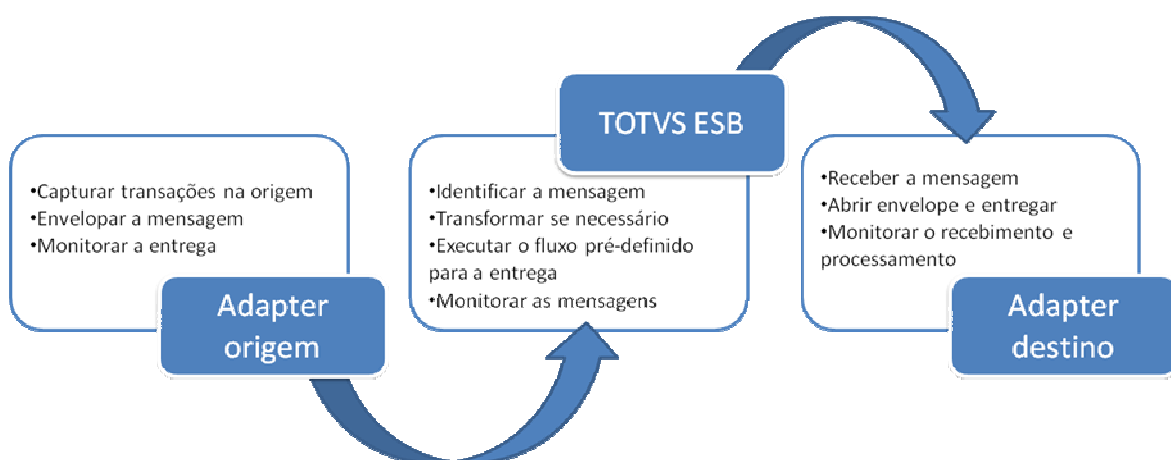 •Capturar transações na origem
•Envelopar a mensagem
•Monitorar a entrega
Adapter
origem
TOTVS ESB
•Identificar a mensagem
•Transformar se necessário
•Executar o fluxo pré-definido
para a entrega
•Monitorar as mensagens
•Receber a mensagem
•Abrir envelope e entregar
•Monitorar o recebimento e
processamento
Adapter
destino